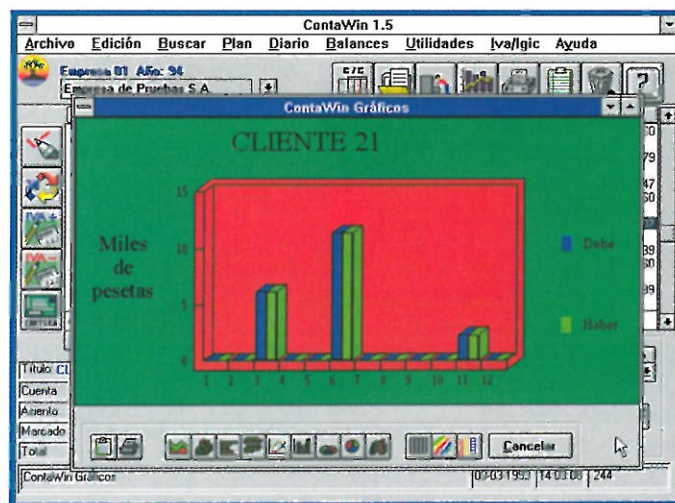 ContaWin 1.5
Archivo Edición Buscar Plan Diario Balances Utilidades Iva/Igic Ayuda
Empresa 01 Año: 94
Empresa de Pruebas S.A.
ContaWin Gráficos
CLIENTE 21
Miles
de
pesetas
15
10
5
0
1 2 3 4 5 6 7 8 9 10 11 12
Debe
Haber
IVA+
IVA-
Título: CL
Cuenta
Asiento
Marcado
Total
Cancelar
ContaWin Gráficos 14:03:08 244